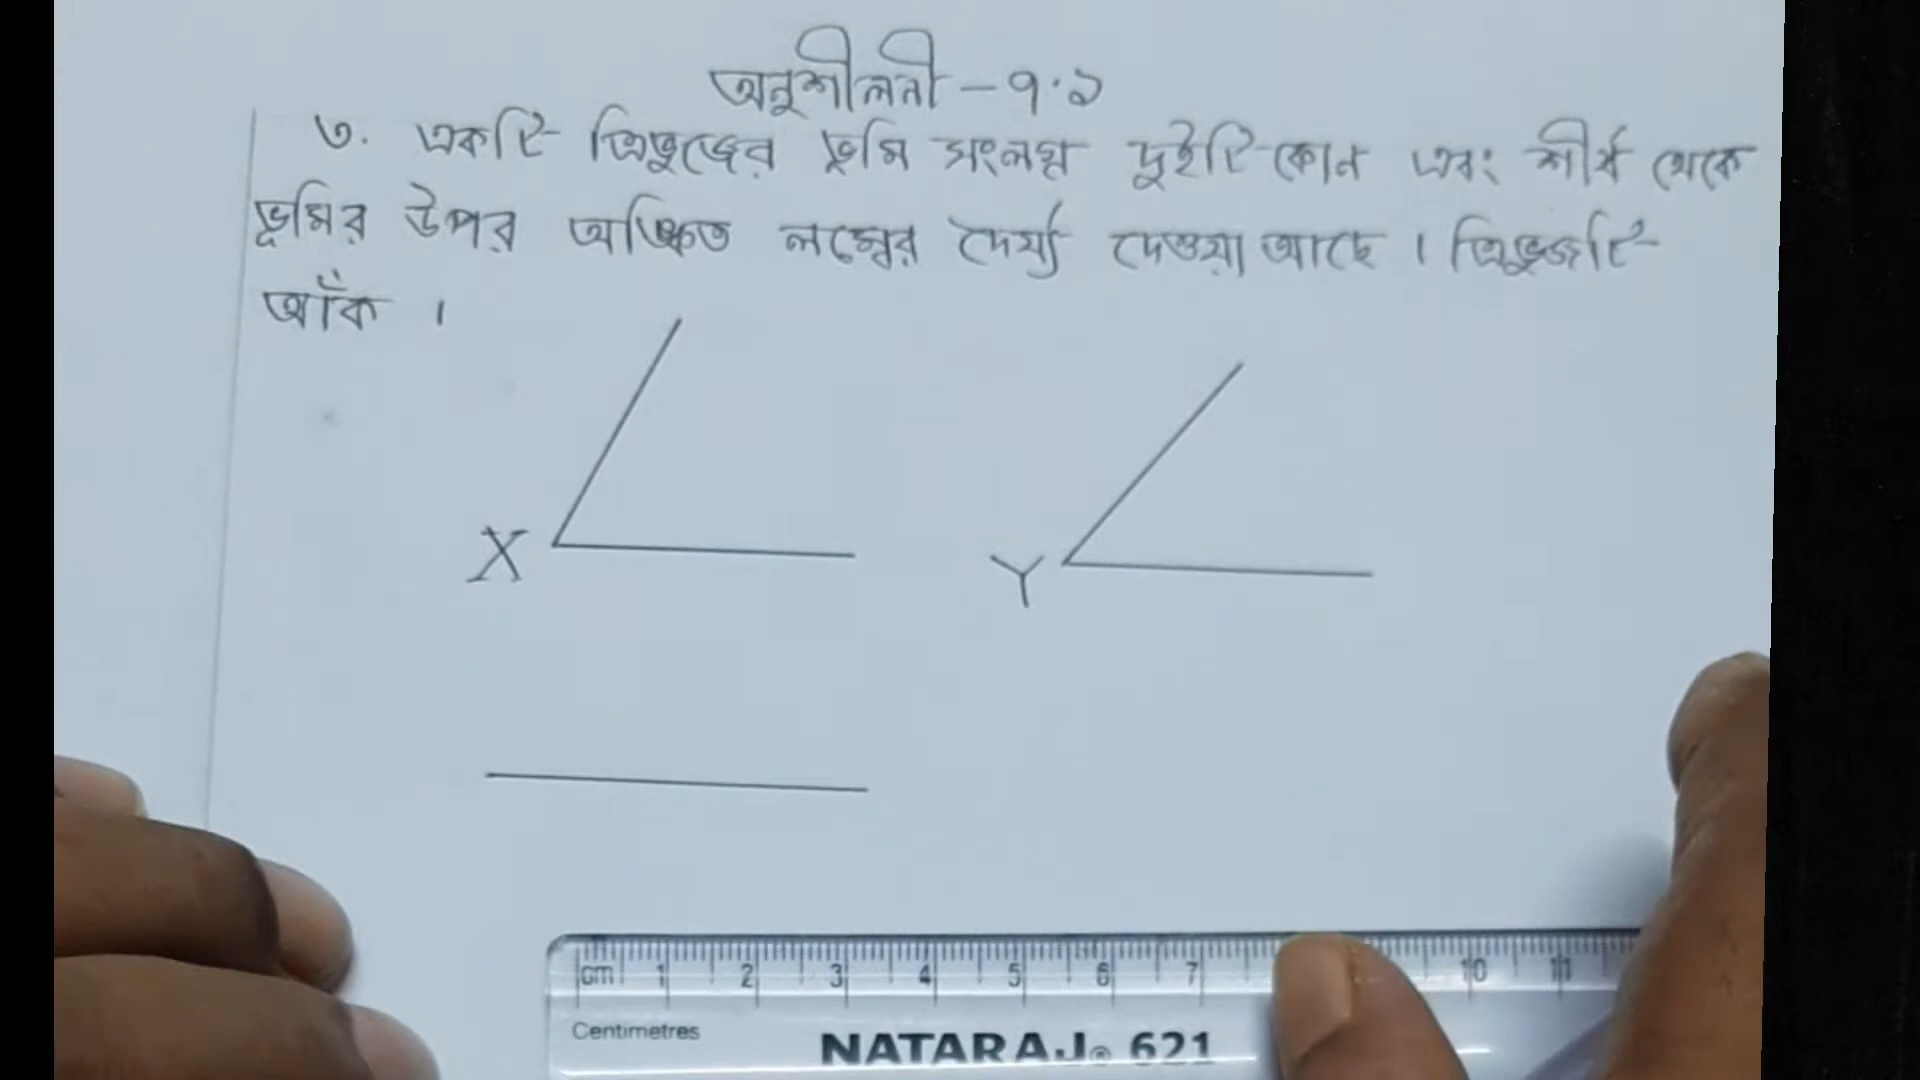 অনুশীলনী – ৭.১
৩. একটি ত্রিভুজের ভূমি সংলগ্ন দুইটি কোন এবং শীর্ষ থেকে
ভূমির উপর অঙ্কিত লম্বের দৈর্ঘ্য দেওয়া আছে। ত্রিভুজটি
আঁক।
X
Y
cm 1 2 3 4 5 6 7 10 11
Centimetres
NATARAJ® 621